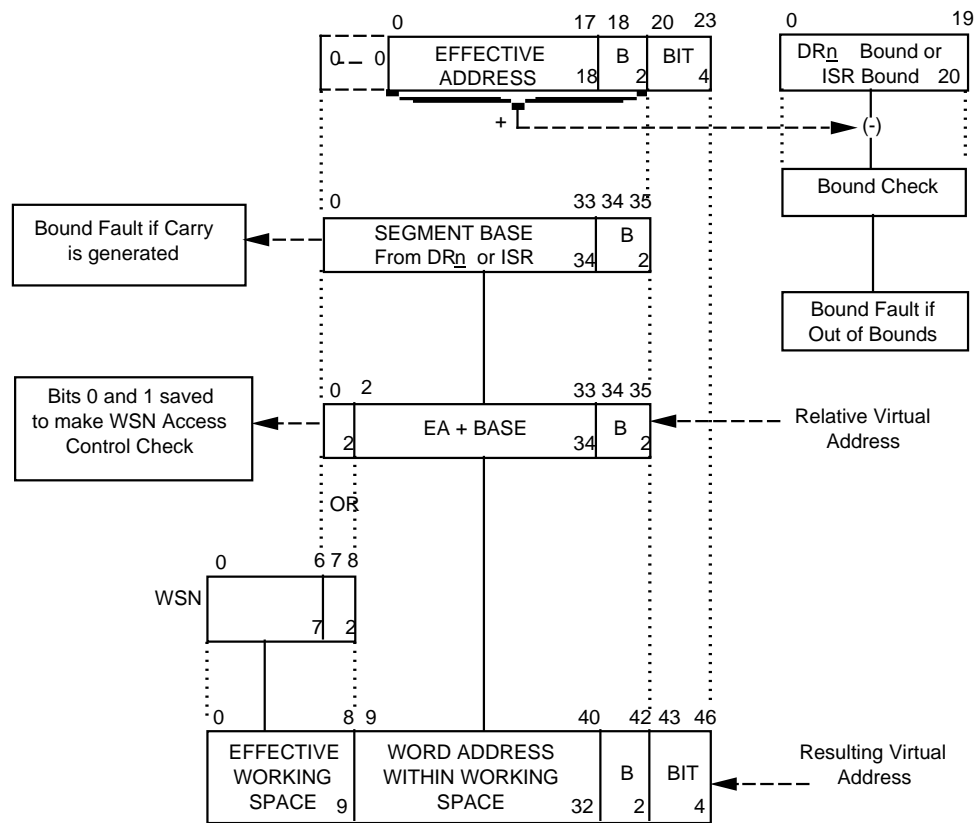 0 17 18 20 23
0 -- 0 EFFECTIVE ADDRESS 18 B 2 BIT 4
0 19
DRn Bound or
ISR Bound 20
+
(-)
Bound Check
Bound Fault if
Out of Bounds
0 33 34 35
Bound Fault if Carry
is generated
SEGMENT BASE B
From DRn or ISR 34 2
0 2 33 34 35
Bits 0 and 1 saved
to make WSN Access
Control Check
2 EA + BASE 34 B 2
Relative Virtual
Address
OR
0 6 7 8
WSN
7 2
0 8 9 40 42 43 46
EFFECTIVE
WORKING
SPACE 9
WORD ADDRESS
WITHIN WORKING
SPACE 32
B 2
BIT 4
Resulting Virtual
Address